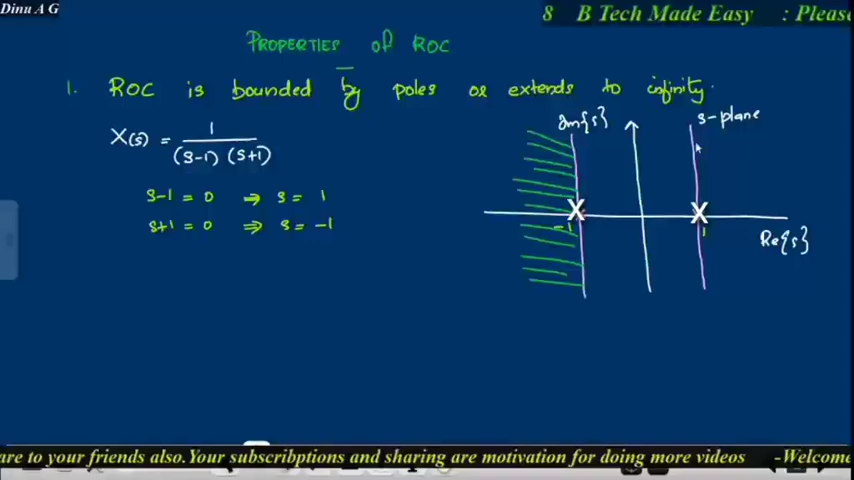 Dinu A G
8 B Tech Made Easy : Please
PROPERTIES of ROC
1. ROC is bounded by poles or extends to infinity.
X(s) = 1 / (s-1) (s+1)
s-1 = 0 ⇒ s = 1
s+1 = 0 ⇒ s = -1
Im{s}
s-plane
X X
-1 1
Re{s}
are to your friends also.Your subscribptions and sharing are motivation for doing more videos -Welcome